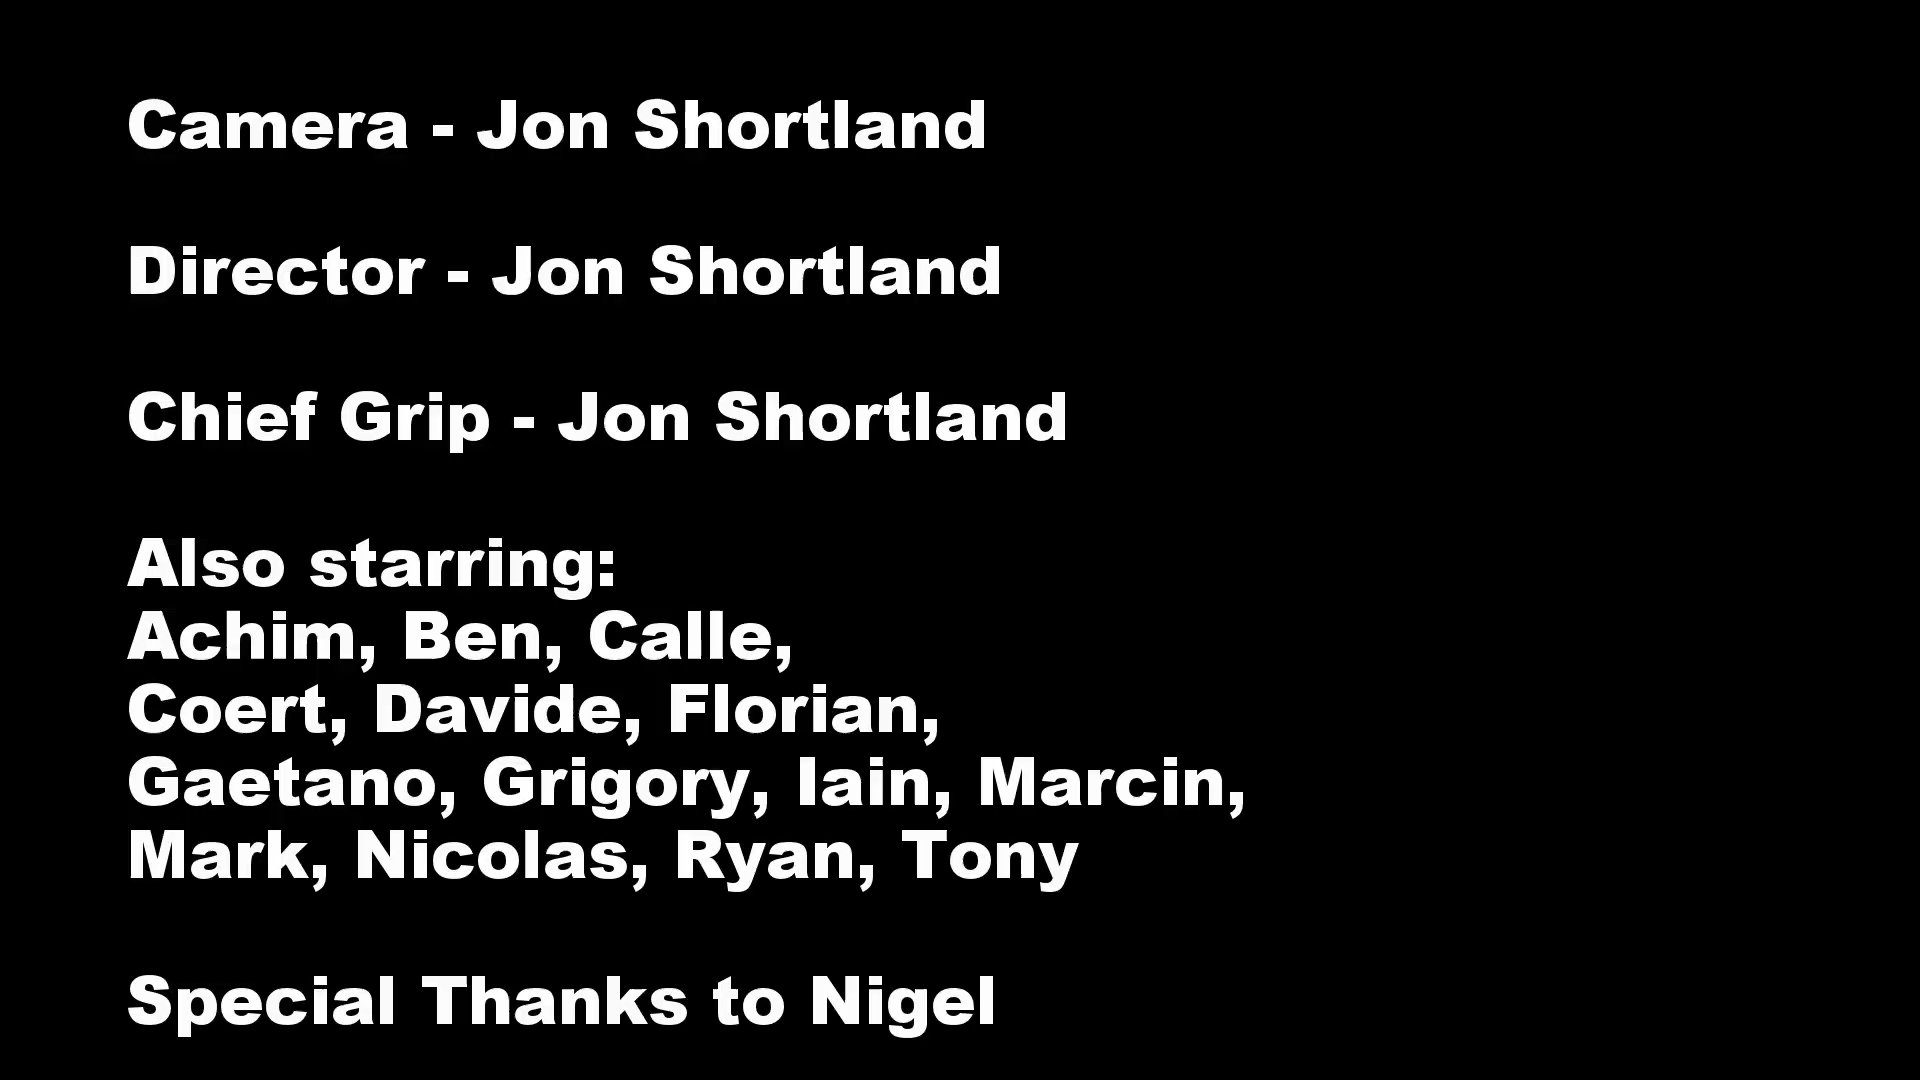 Camera - Jon Shortland
Director - Jon Shortland
Chief Grip - Jon Shortland
Also starring:
Achim, Ben, Calle,
Coert, Davide, Florian,
Gaetano, Grigory, Iain, Marcin,
Mark, Nicolas, Ryan, Tony
Special Thanks to Nigel